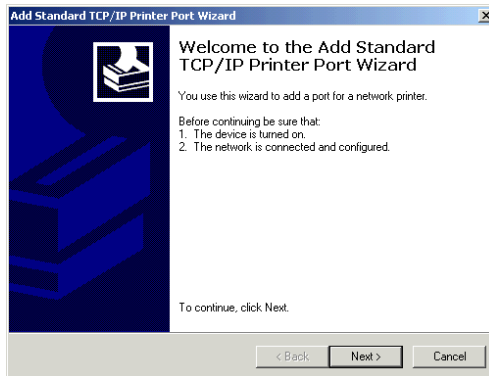 Add Standard TCP/IP Printer Port Wizard
Welcome to the Add Standard
TCP/IP Printer Port Wizard
You use this wizard to add a port for a network printer.
Before continuing be sure that:
1. The device is turned on.
2. The network is connected and configured.
To continue, click Next.
< Back Next > Cancel